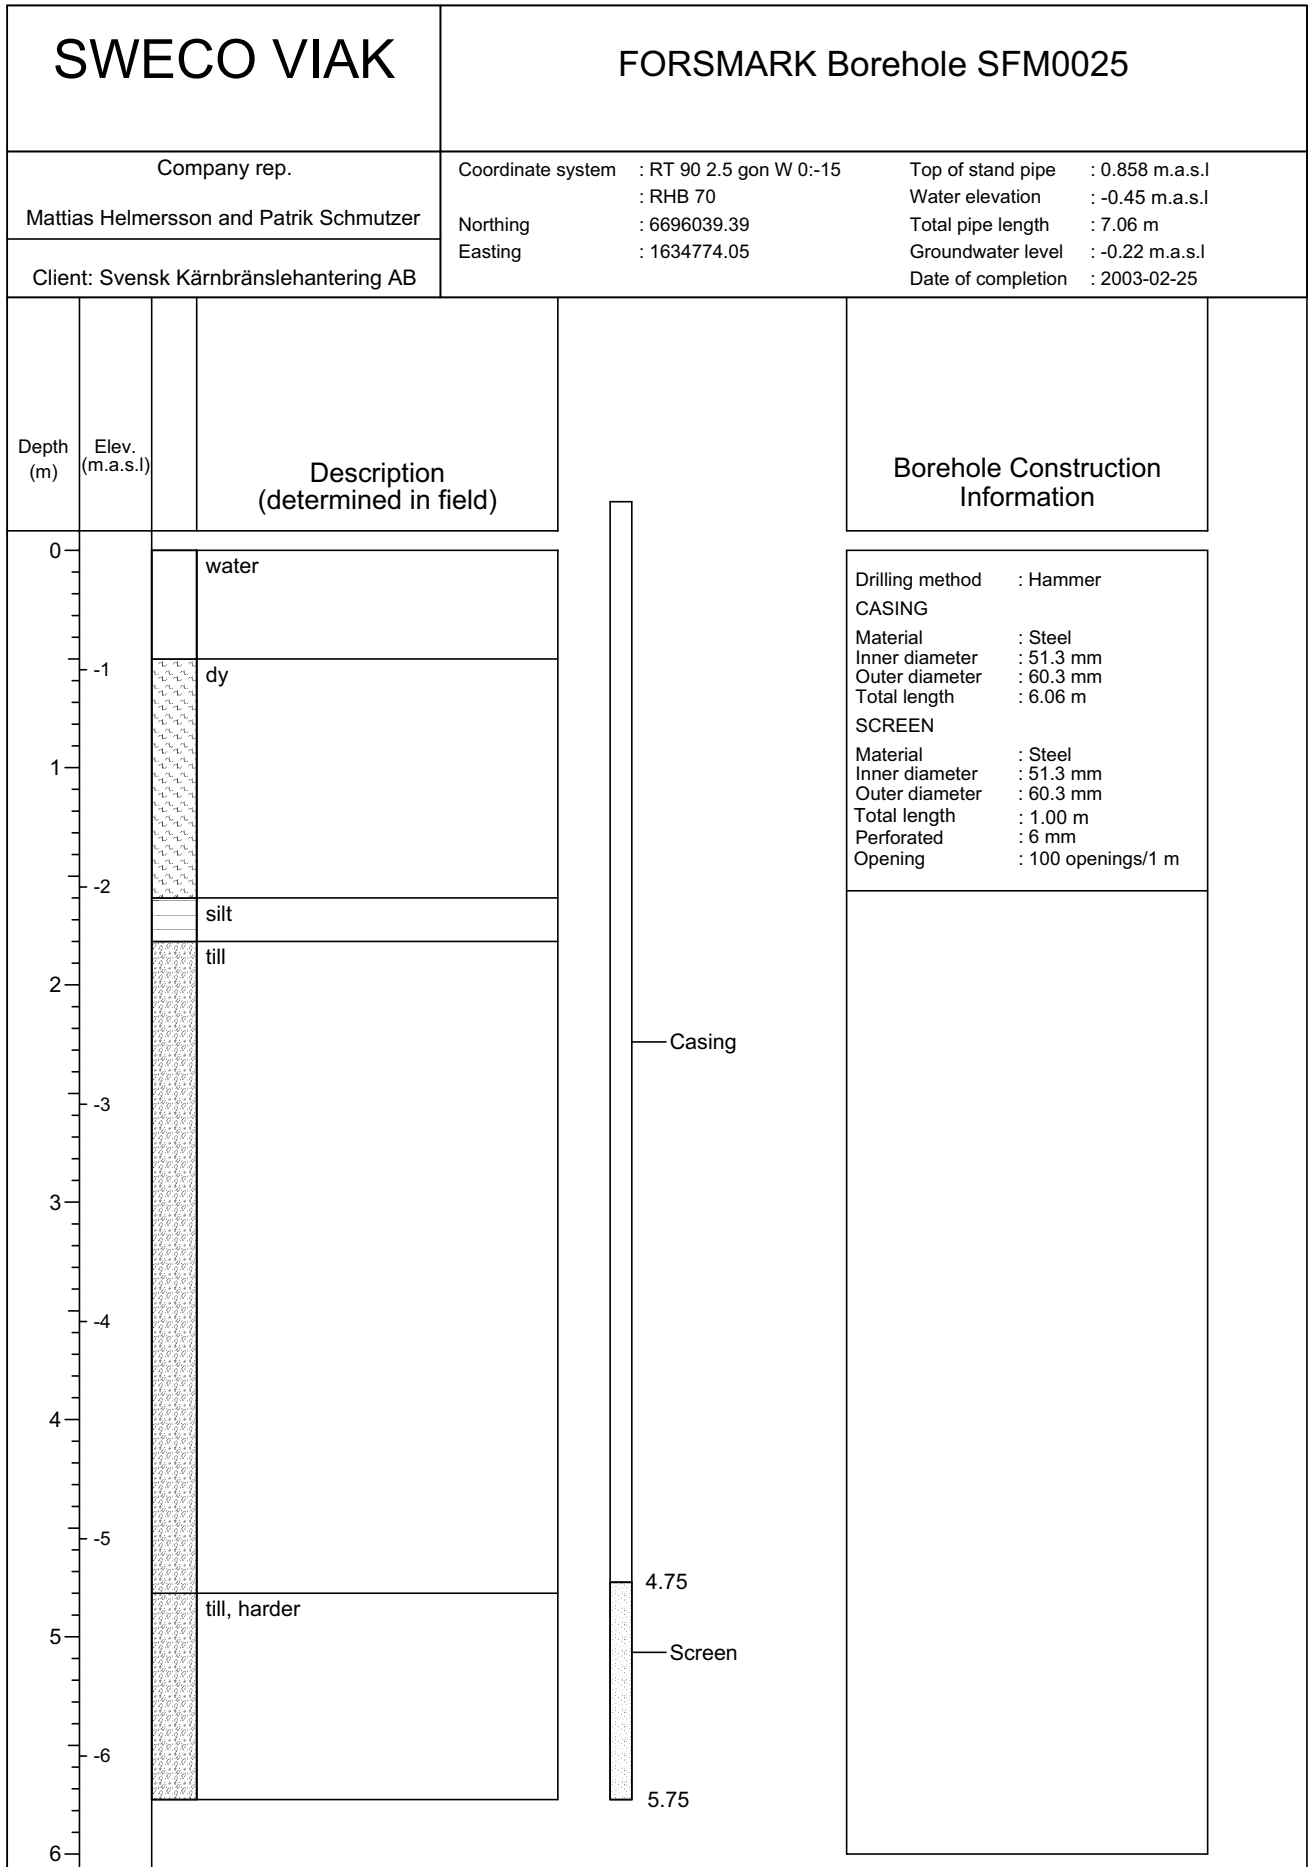 SWECO VIAK
FORSMARK Borehole SFM0025
Company rep.
Mattias Helmersson and Patrik Schmutzer
Client: Svensk Kärnbränslehantering AB
Coordinate system : RT 90 2.5 gon W 0:-15
: RHB 70
Northing : 6696039.39
Easting : 1634774.05
Top of stand pipe : 0.858 m.a.s.l
Water elevation : -0.45 m.a.s.l
Total pipe length : 7.06 m
Groundwater level : -0.22 m.a.s.l
Date of completion : 2003-02-25
Depth
(m)
Elev.
(m.a.s.l)
Description
(determined in field)
Borehole Construction
Information
0
water
-1
dy
1
-2
silt
till
2
-3
3
-4
4
-5
till, harder
5
-6
6
Casing
4.75
Screen
5.75
Drilling method : Hammer
CASING
Material : Steel
Inner diameter : 51.3 mm
Outer diameter : 60.3 mm
Total length : 6.06 m
SCREEN
Material : Steel
Inner diameter : 51.3 mm
Outer diameter : 60.3 mm
Total length : 1.00 m
Perforated : 6 mm
Opening : 100 openings/1 m